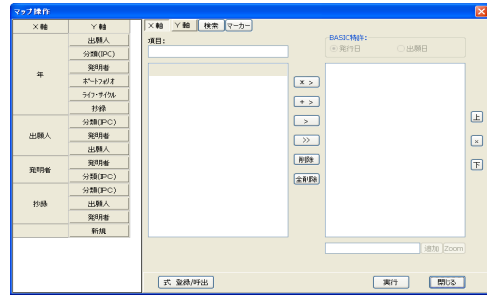 マップ操作
X軸 Y軸
年
出願人
分類(IPC)
発明者
ポートフォリオ
ライフ・サイクル
抄録
出願人
分類(IPC)
発明者
出願人
発明者
発明者
分類(IPC)
抄録
分類(IPC)
出願人
発明者
新規
X軸 Y軸 検索 マーカー
項目:
BASIC特許:
発行日 出願日
* >
+ >
>
>>
削除
全削除
上
×
下
追加 Zoom
式 登録/呼出
実行 閉じる